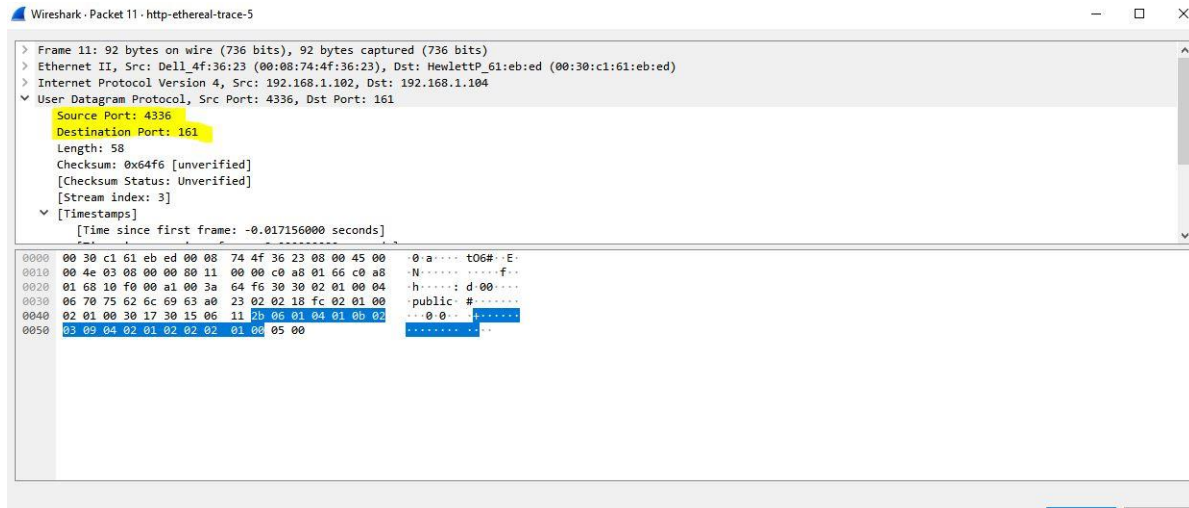 Wireshark · Packet 11 · http-ethereal-trace-5
Frame 11: 92 bytes on wire (736 bits), 92 bytes captured (736 bits)
Ethernet II, Src: Dell_4f:36:23 (00:08:74:4f:36:23), Dst: HewlettP_61:eb:ed (00:30:c1:61:eb:ed)
Internet Protocol Version 4, Src: 192.168.1.102, Dst: 192.168.1.104
User Datagram Protocol, Src Port: 4336, Dst Port: 161
Source Port: 4336
Destination Port: 161
Length: 58
Checksum: 0x64f6 [unverified]
[Checksum Status: Unverified]
[Stream index: 3]
[Timestamps]
[Time since first frame: -0.017156000 seconds]
0000 00 30 c1 61 eb ed 00 08 74 4f 36 23 08 00 45 00 ·0·a···· tO6#··E·
0010 00 4e 03 08 00 00 80 11 00 00 c0 a8 01 66 c0 a8 ·N······ ·····f··
0020 01 68 10 f0 00 a1 00 3a 64 f6 30 30 02 01 00 04 ·h·····: d·00····
0030 06 70 75 62 6c 69 63 a0 23 02 02 18 fc 02 01 00 ·public· #·······
0040 02 01 00 30 17 30 15 06 11 2b 06 01 04 01 0b 02 ···0·0·· ·+······
0050 03 09 04 02 01 02 02 02 01 00 05 00 ········ ····